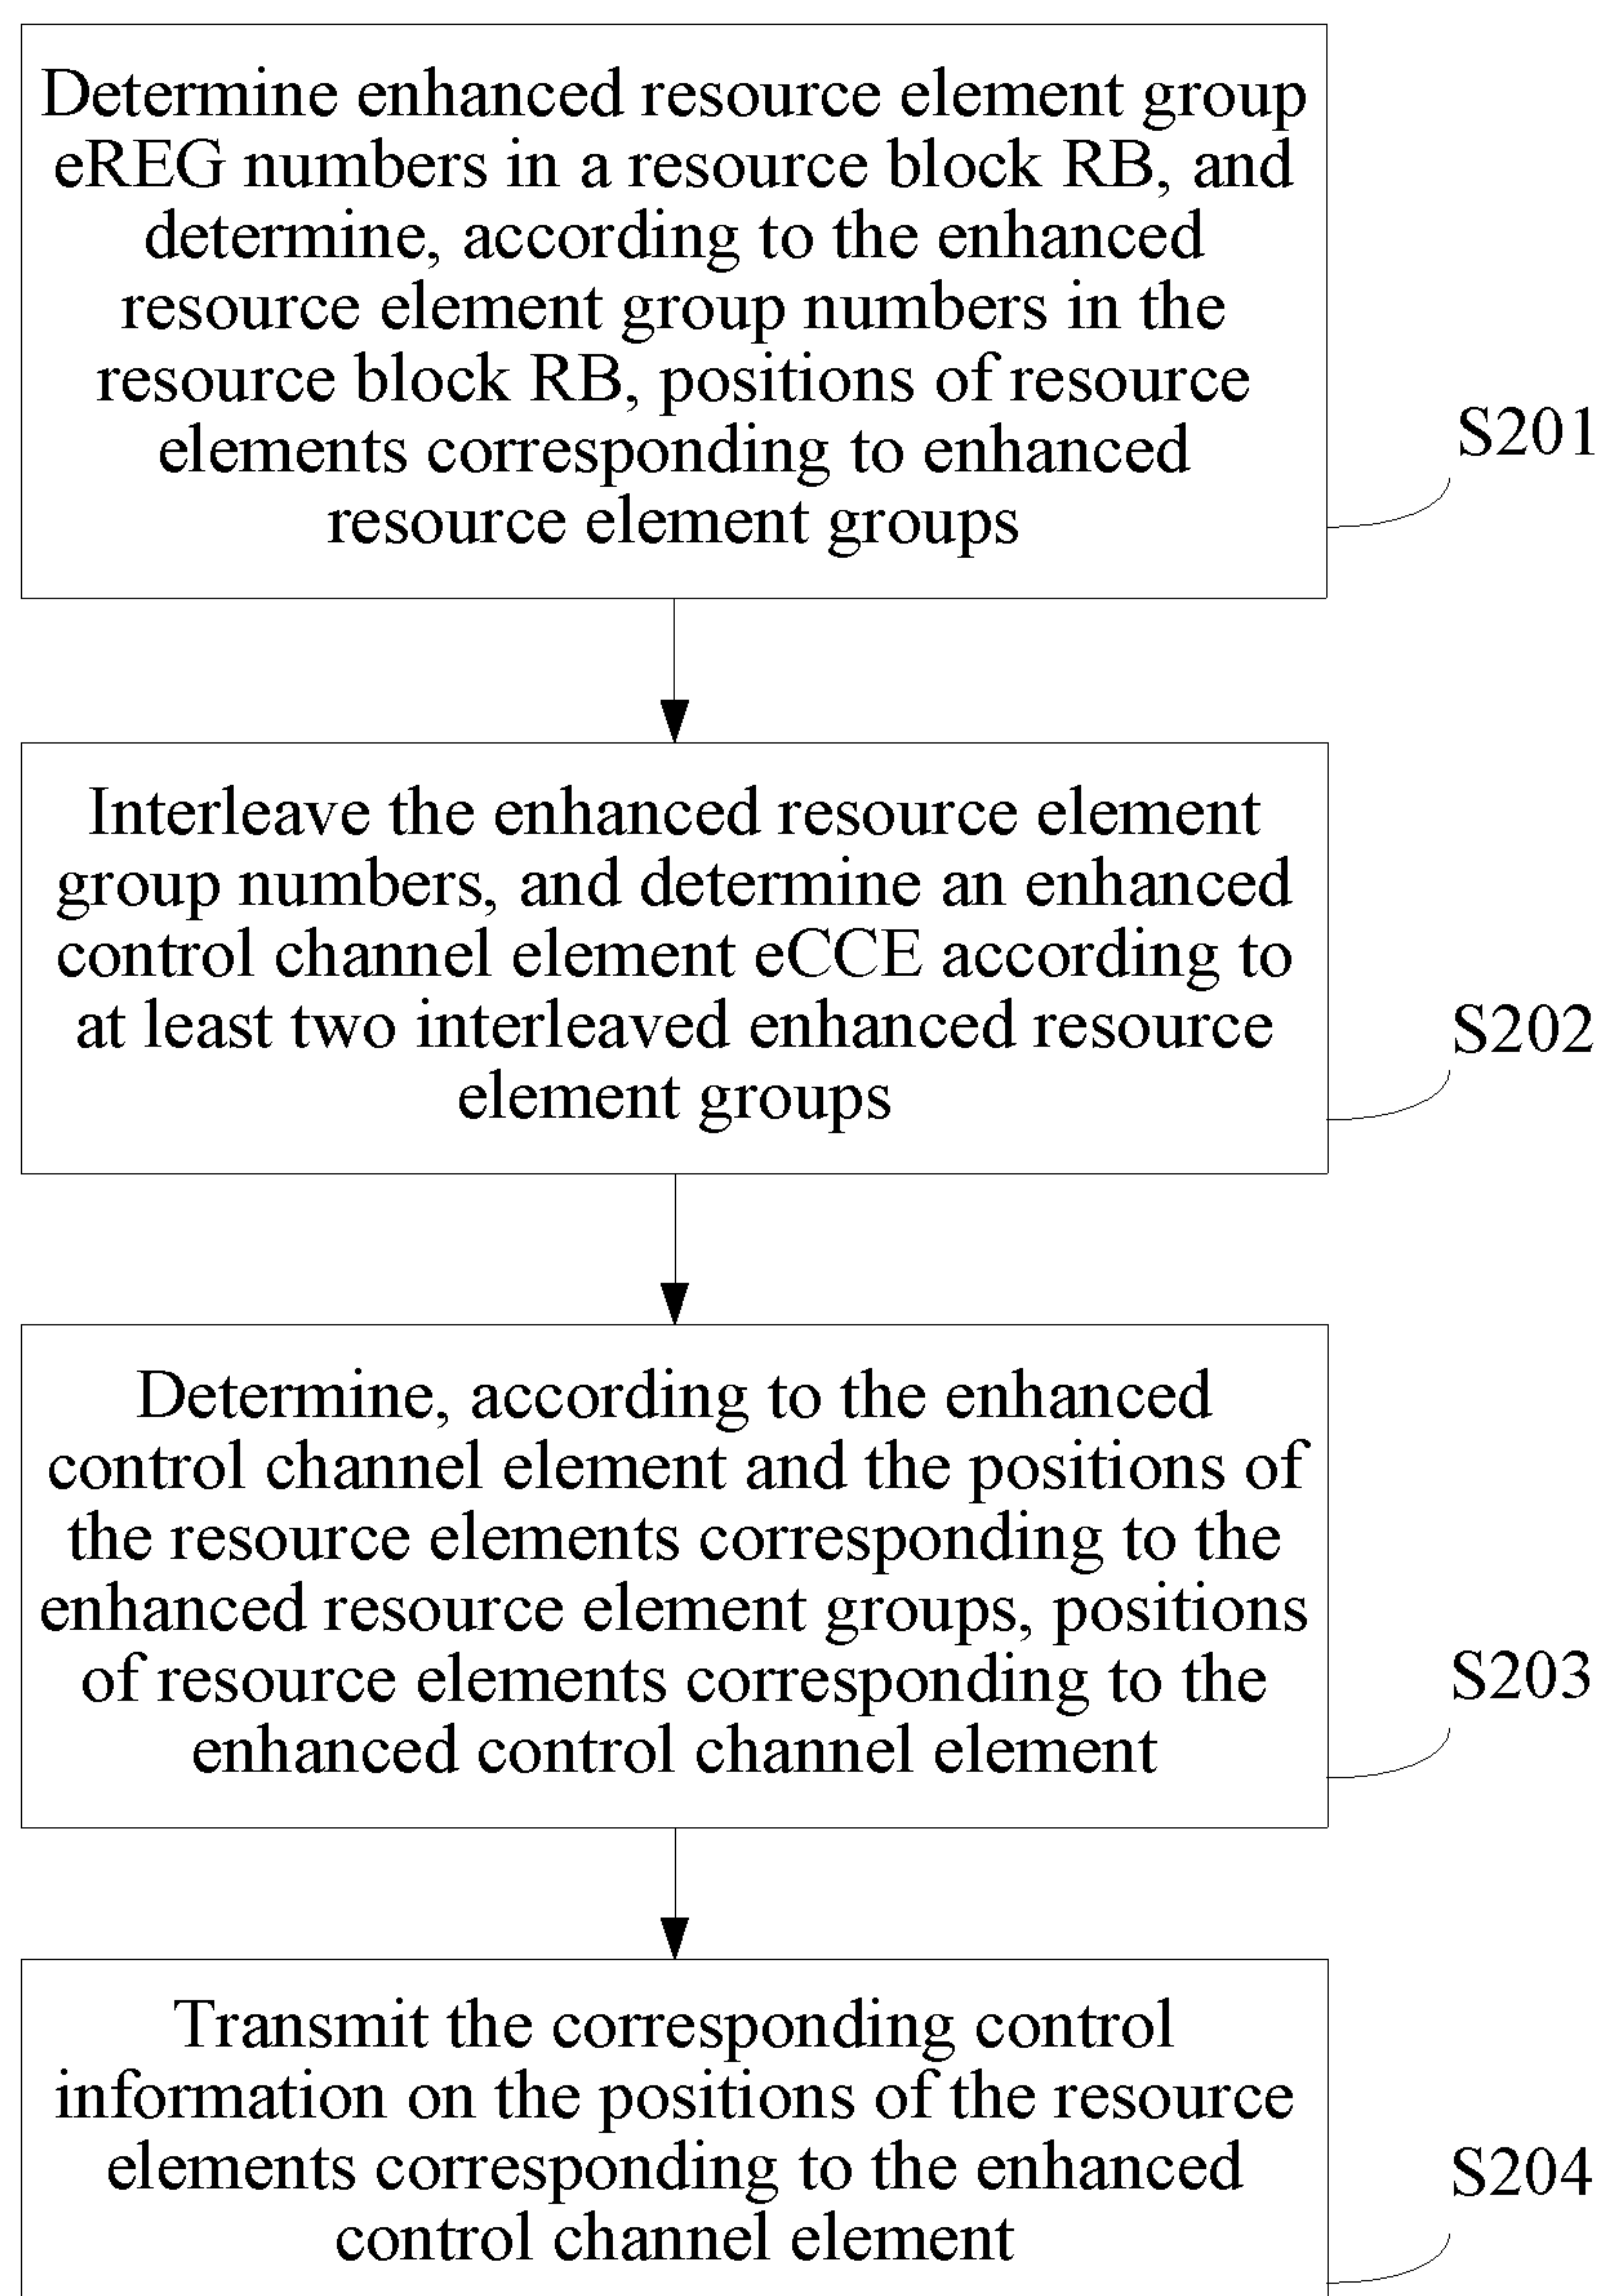 Determine enhanced resource element group
eREG numbers in a resource block RB, and
determine, according to the enhanced
resource element group numbers in the
resource block RB, positions of resource
elements corresponding to enhanced
resource element groups
S201
Interleave the enhanced resource element
group numbers, and determine an enhanced
control channel element eCCE according to
at least two interleaved enhanced resource
element groups
S202
Determine, according to the enhanced
control channel element and the positions of
the resource elements corresponding to the
enhanced resource element groups, positions
of resource elements corresponding to the
enhanced control channel element
S203
Transmit the corresponding control
information on the positions of the resource
elements corresponding to the enhanced
control channel element
S204